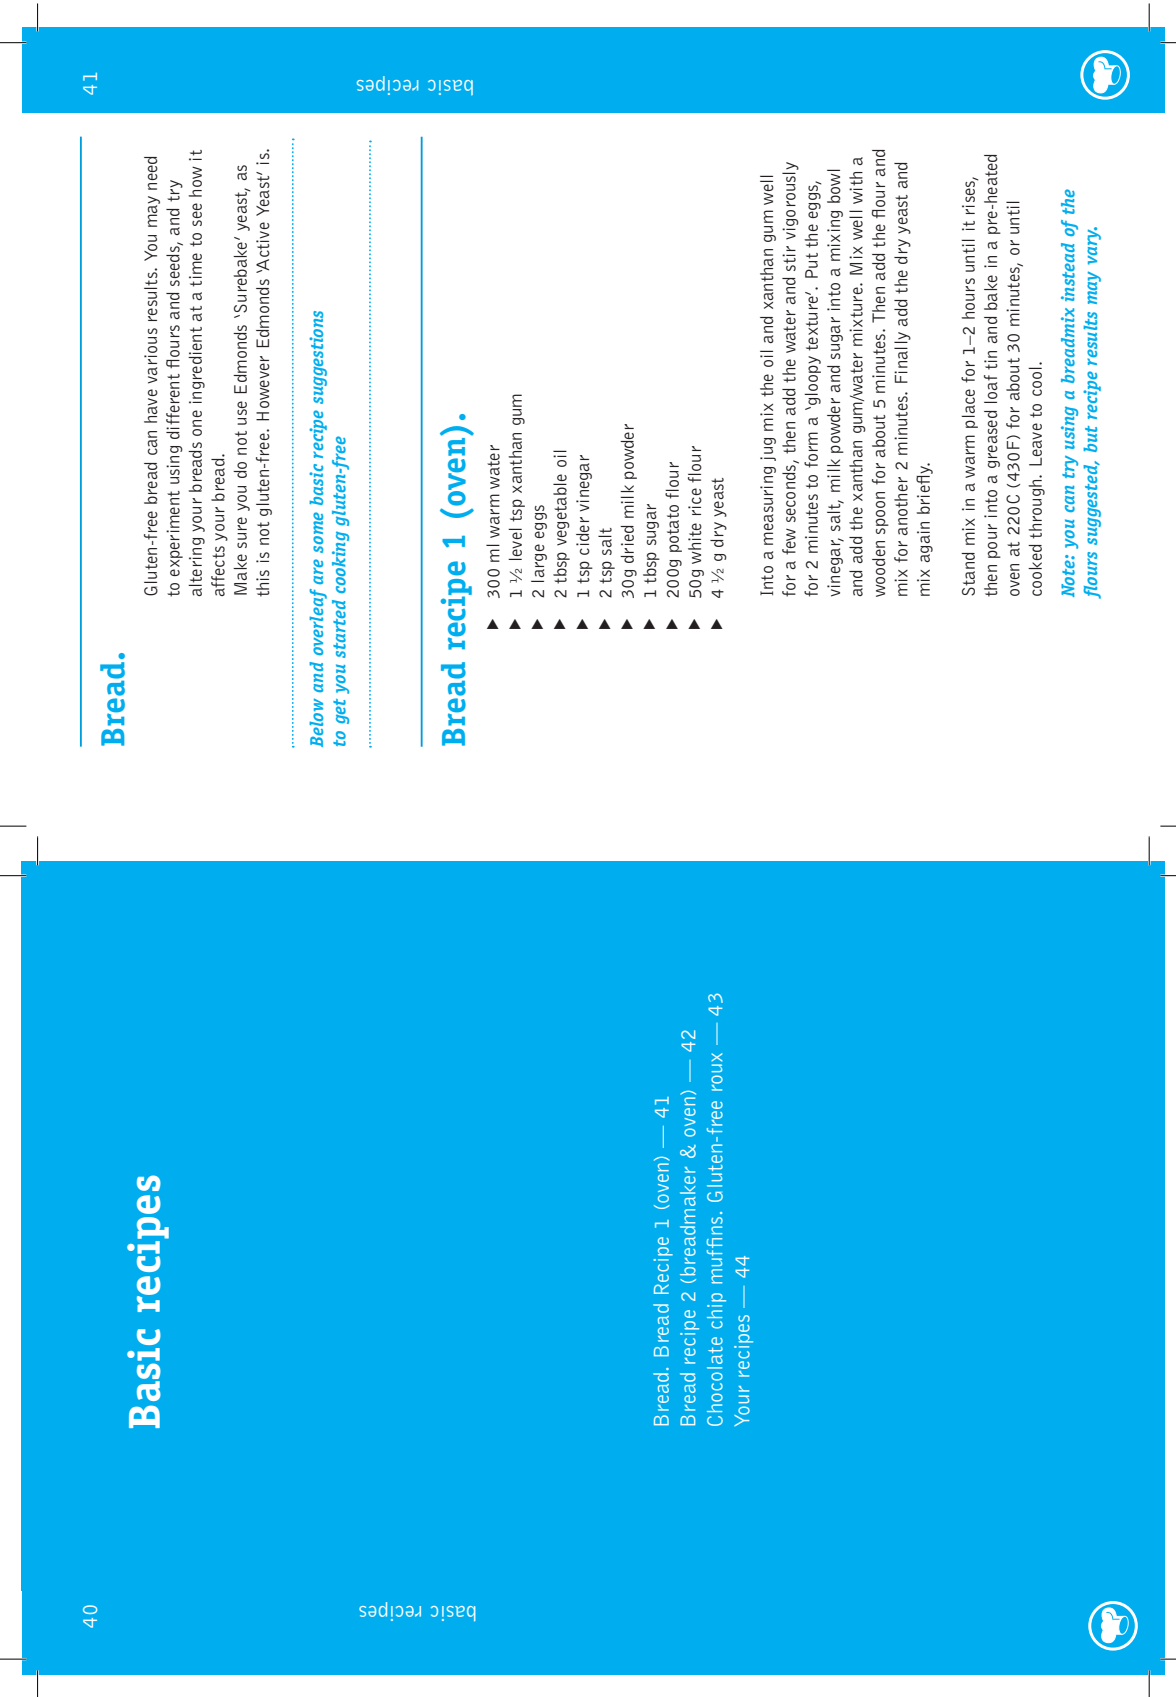 40
basic recipes
Basic recipes
Bread. Bread Recipe 1 (oven) — 41
Bread recipe 2 (breadmaker & oven) — 42
Chocolate chip muffins. Gluten-free roux — 43
Your recipes — 44
41
basic recipes
Bread.
Gluten-free bread can have various results. You may need
to experiment using different flours and seeds, and try
altering your breads one ingredient at a time to see how it
affects your bread.
Make sure you do not use Edmonds ‘Surebake’ yeast, as
this is not gluten-free. However Edmonds ‘Active Yeast’ is.
Below and overleaf are some basic recipe suggestions
to get you started cooking gluten-free
Bread recipe 1 (oven).
▶ 300 ml warm water
▶ 1 ½ level tsp xanthan gum
▶ 2 large eggs
▶ 2 tbsp vegetable oil
▶ 1 tsp cider vinegar
▶ 2 tsp salt
▶ 30g dried milk powder
▶ 1 tbsp sugar
▶ 200g potato flour
▶ 50g white rice flour
▶ 4 ½ g dry yeast
Into a measuring jug mix the oil and xanthan gum well
for a few seconds, then add the water and stir vigorously
for 2 minutes to form a ‘gloopy texture’. Put the eggs,
vinegar, salt, milk powder and sugar into a mixing bowl
and add the xanthan gum/water mixture. Mix well with a
wooden spoon for about 5 minutes. Then add the flour and
mix for another 2 minutes. Finally add the dry yeast and
mix again briefly.
Stand mix in a warm place for 1–2 hours until it rises,
then pour into a greased loaf tin and bake in a pre-heated
oven at 220C (430F) for about 30 minutes, or until
cooked through. Leave to cool.
Note: you can try using a breadmix instead of the
flours suggested, but recipe results may vary.